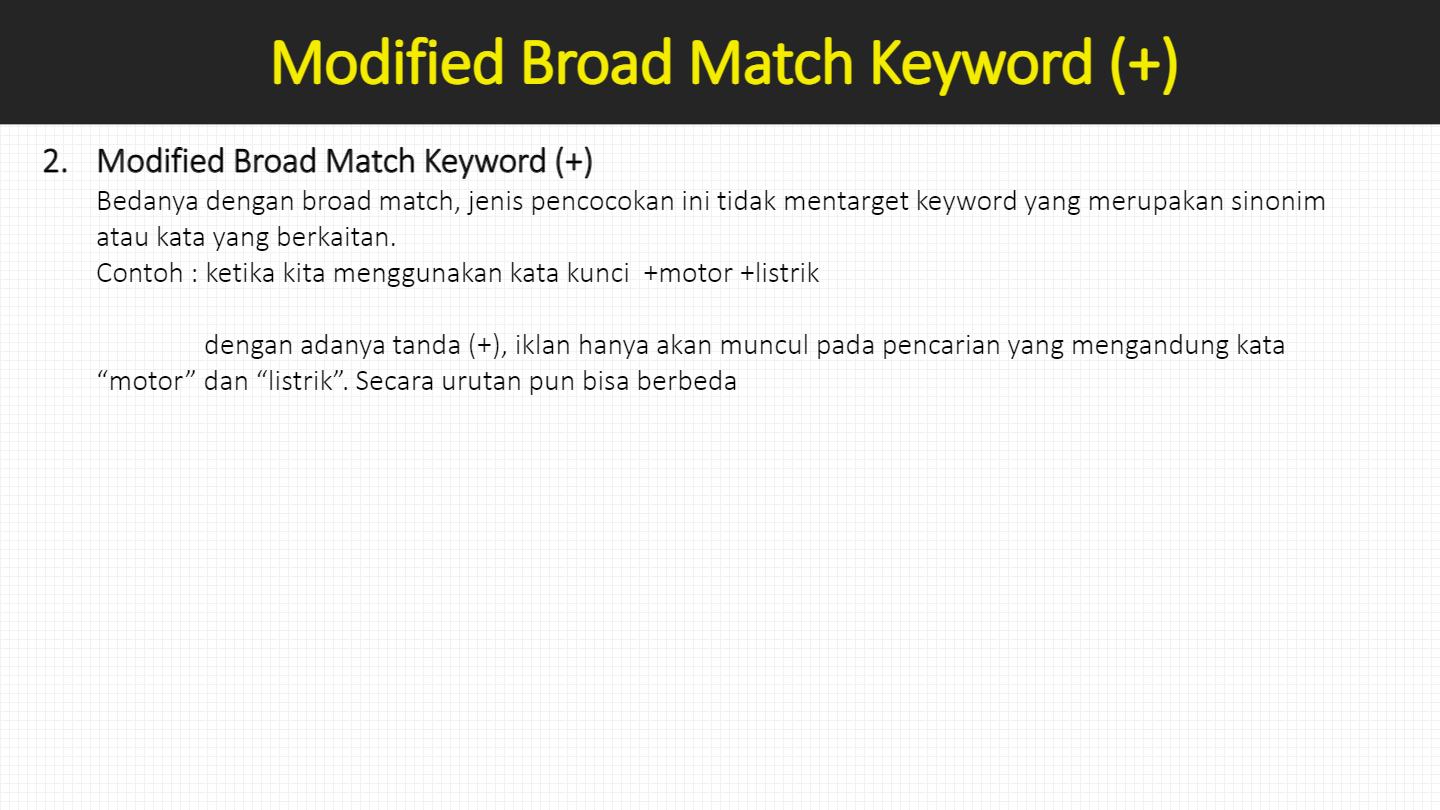 Modified Broad Match Keyword (+)
2. Modified Broad Match Keyword (+)
Bedanya dengan broad match, jenis pencocokan ini tidak mentarget keyword yang merupakan sinonim
atau kata yang berkaitan.
Contoh : ketika kita menggunakan kata kunci +motor +listrik
dengan adanya tanda (+), iklan hanya akan muncul pada pencarian yang mengandung kata
“motor” dan “listrik”. Secara urutan pun bisa berbeda